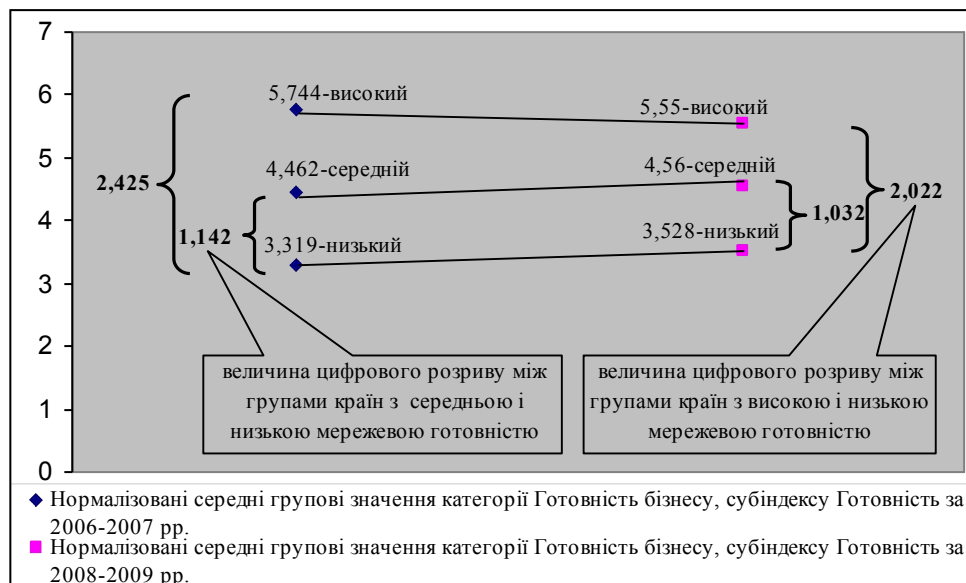 7
6
5
4
3
2
1
0
5,744-високий
5,55-високий
4,462-середній
4,56-середній
2,425
2,022
1,032
1,142
3,319-низький
3,528-низький
величина цифрового розриву між
групами країн з середньою і
низькою мережевою готовністю
величина цифрового розриву між
групами країн з високою і низькою
мережевою готовністю
Нормалізовані середні групові значення категорії Готовність бізнесу, субіндексу Готовність за
2006-2007 рр.
Нормалізовані середні групові значення категорії Готовність бізнесу, субіндексу Готовність за
2008-2009 рр.